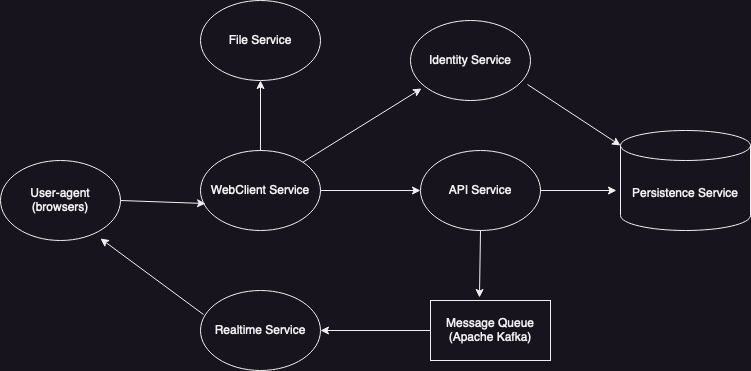 File Service
Identity Service
User-agent
(browsers)
WebClient Service
API Service
Persistence Service
Realtime Service
Message Queue
(Apache Kafka)